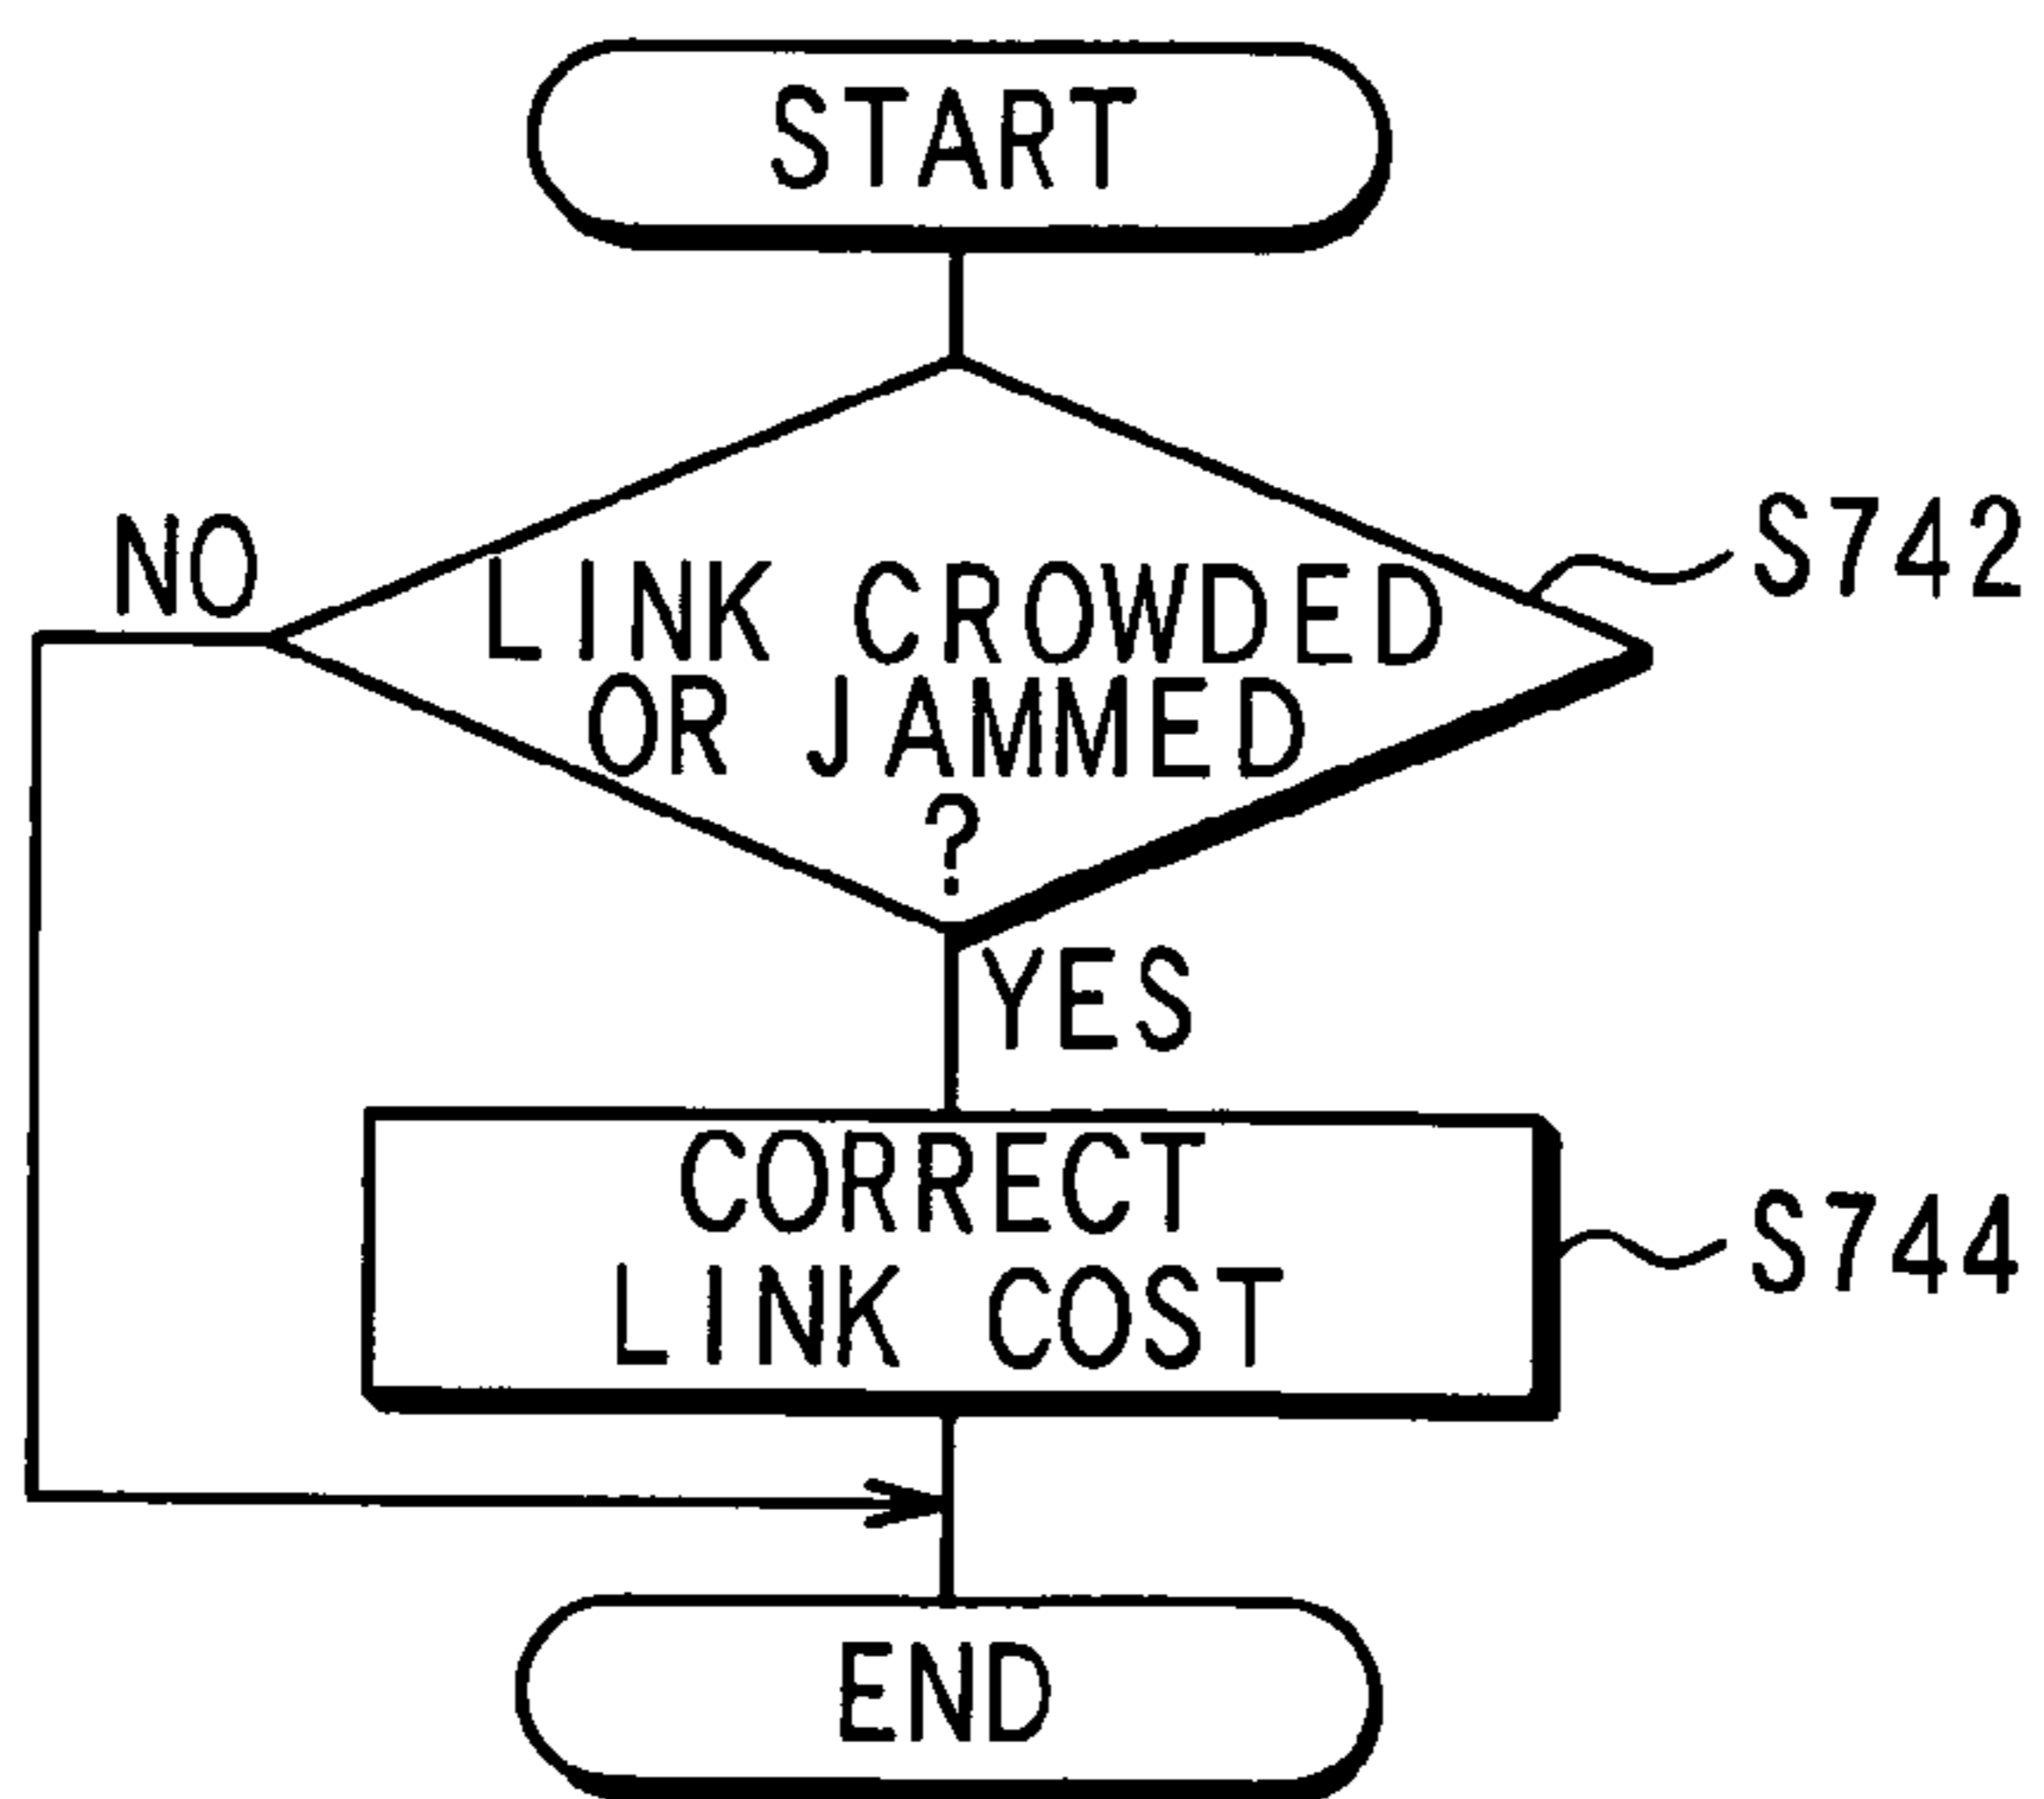 START
NO
S742
LINK CROWDED
OR JAMMED
?
YES
CORRECT
LINK COST
S744
END